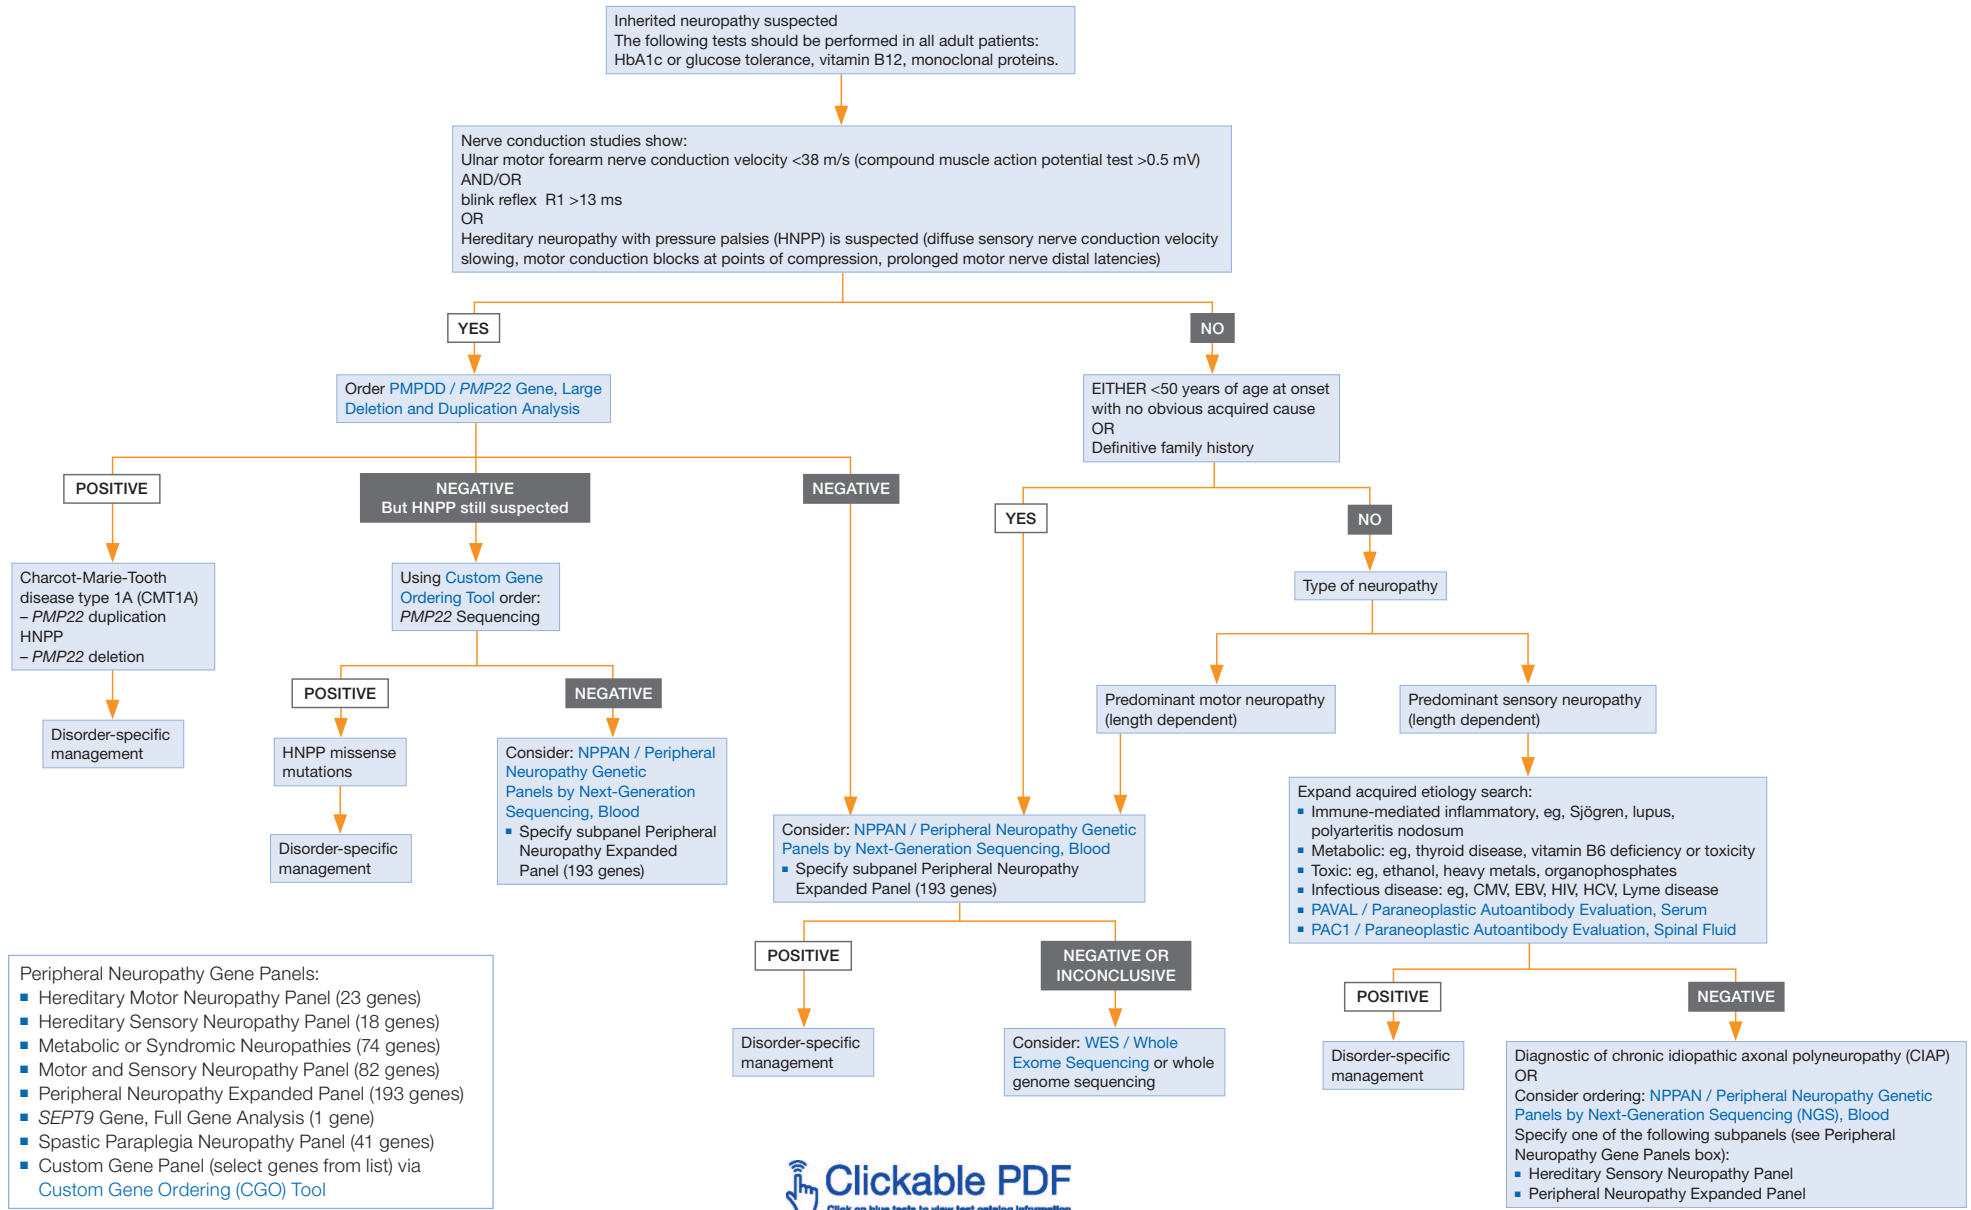 Inherited neuropathy suspected
The following tests should be performed in all adult patients:
HbA1c or glucose tolerance, vitamin B12, monoclonal proteins.
Nerve conduction studies show:
Ulnar motor forearm nerve conduction velocity <38 m/s (compound muscle action potential test >0.5 mV)
AND/OR
blink reflex R1 >13 ms
OR
Hereditary neuropathy with pressure palsies (HNPP) is suspected (diffuse sensory nerve conduction velocity
slowing, motor conduction blocks at points of compression, prolonged motor nerve distal latencies)
YES
NO
Order PMPDD / PMP22 Gene, Large
Deletion and Duplication Analysis
EITHER <50 years of age at onset
with no obvious acquired cause
OR
Definitive family history
POSITIVE
NEGATIVE
But HNPP still suspected
NEGATIVE
YES
NO
Charcot-Marie-Tooth
disease type 1A (CMT1A)
– PMP22 duplication
HNPP
– PMP22 deletion
Using Custom Gene
Ordering Tool order:
PMP22 Sequencing
Type of neuropathy
Disorder-specific
management
POSITIVE
NEGATIVE
Predominant motor neuropathy
(length dependent)
Predominant sensory neuropathy
(length dependent)
HNPP missense
mutations
Consider: NPPAN / Peripheral
Neuropathy Genetic
Panels by Next-Generation
Sequencing, Blood
▪ Specify subpanel Peripheral
Neuropathy Expanded
Panel (193 genes)
Disorder-specific
management
Consider: NPPAN / Peripheral Neuropathy Genetic
Panels by Next-Generation Sequencing, Blood
▪ Specify subpanel Peripheral Neuropathy
Expanded Panel (193 genes)
Expand acquired etiology search:
▪ Immune-mediated inflammatory, eg, Sjögren, lupus,
polyarteritis nodosum
▪ Metabolic: eg, thyroid disease, vitamin B6 deficiency or toxicity
▪ Toxic: eg, ethanol, heavy metals, organophosphates
▪ Infectious disease: eg, CMV, EBV, HIV, HCV, Lyme disease
▪ PAVAL / Paraneoplastic Autoantibody Evaluation, Serum
▪ PAC1 / Paraneoplastic Autoantibody Evaluation, Spinal Fluid
POSITIVE
NEGATIVE OR
INCONCLUSIVE
POSITIVE
NEGATIVE
Disorder-specific
management
Consider: WES / Whole
Exome Sequencing or whole
genome sequencing
Disorder-specific
management
Diagnostic of chronic idiopathic axonal polyneuropathy (CIAP)
OR
Consider ordering: NPPAN / Peripheral Neuropathy Genetic
Panels by Next-Generation Sequencing (NGS), Blood
Specify one of the following subpanels (see Peripheral
Neuropathy Gene Panels box):
▪ Hereditary Sensory Neuropathy Panel
▪ Peripheral Neuropathy Expanded Panel
Peripheral Neuropathy Gene Panels:
▪ Hereditary Motor Neuropathy Panel (23 genes)
▪ Hereditary Sensory Neuropathy Panel (18 genes)
▪ Metabolic or Syndromic Neuropathies (74 genes)
▪ Motor and Sensory Neuropathy Panel (82 genes)
▪ Peripheral Neuropathy Expanded Panel (193 genes)
▪ SEPT9 Gene, Full Gene Analysis (1 gene)
▪ Spastic Paraplegia Neuropathy Panel (41 genes)
▪ Custom Gene Panel (select genes from list) via
Custom Gene Ordering (CGO) Tool
Clickable PDF
Click on blue tests to view test catalog information